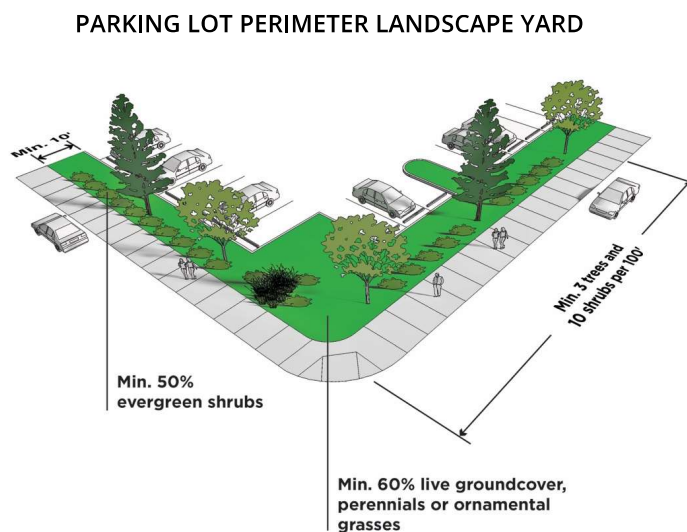 PARKING LOT PERIMETER LANDSCAPE YARD
Min. 10'
Min. 3 trees and
10 shrubs per 100'
Min. 50%
evergreen shrubs
Min. 60% live groundcover,
perennials or ornamental
grasses